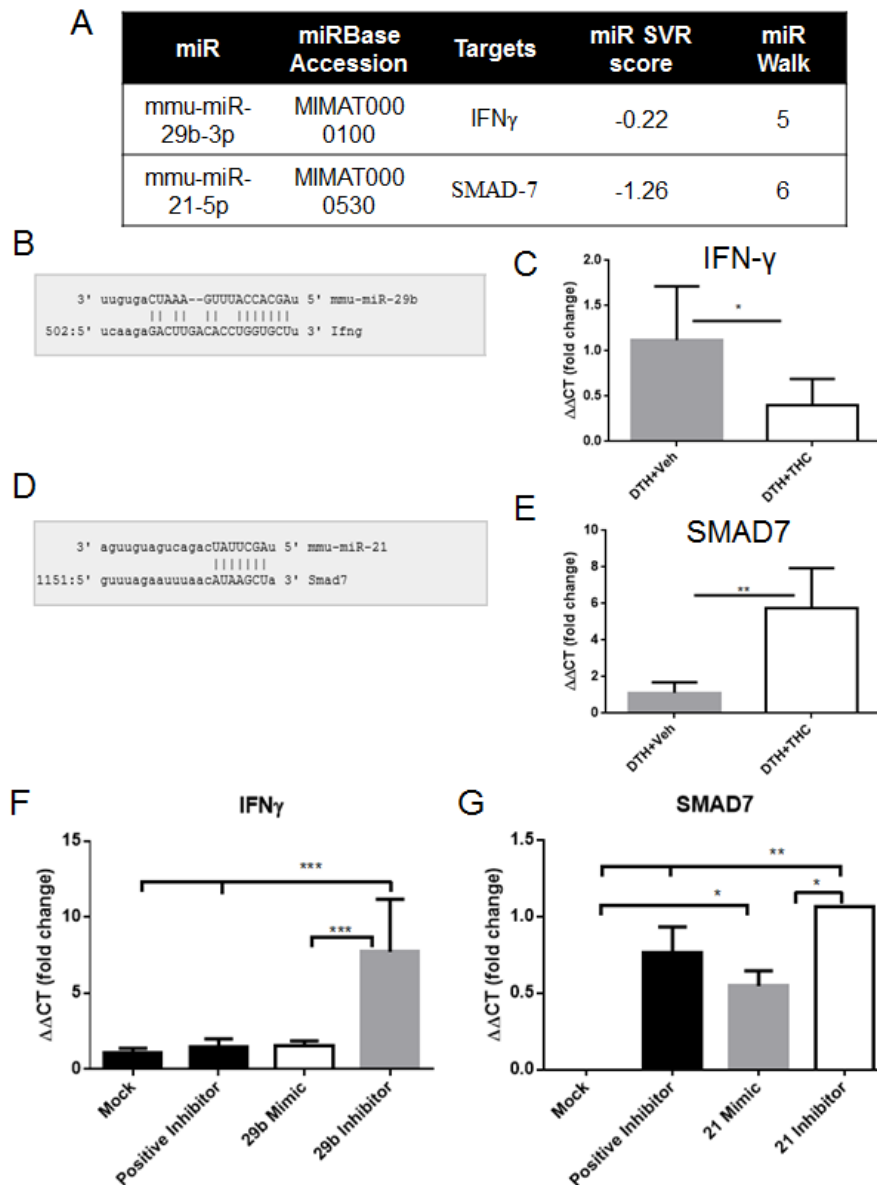 A
miR
miRBase
Accession
Targets
miR SVR
score
miR
Walk
mmu-miR-
29b-3p
MIMAT000
0100
IFNγ
-0.22
5
mmu-miR-
21-5p
MIMAT000
0530
SMAD-7
-1.26
6
B
3' uugugaCUAAA--GUUUACCACGAu 5' mmu-miR-29b
|| || || |||||||
502:5' ucaagaGACUUGACACCUGGUGCUu 3' Ifng
C
IFN-γ
ΔΔCT (fold change)
2.0
1.5
1.0
0.5
0.0
*
DTH+Veh
DTH+THC
D
3' aguuguagucagacUAUUCGAu 5' mmu-miR-21
|||||||
1151:5' guuuagaauuuaacAUAAGCUa 3' Smad7
E
SMAD7
ΔΔCT (fold change)
10
8
6
4
2
0
**
DTH+Veh
DTH+THC
F
IFNγ
ΔΔCT (fold change)
15
10
5
0
***
***
Mock
Positive Inhibitor
29b Mimic
29b Inhibitor
G
SMAD7
ΔΔCT (fold change)
1.5
1.0
0.5
0.0
**
*
*
Mock
Positive Inhibitor
21 Mimic
21 Inhibitor